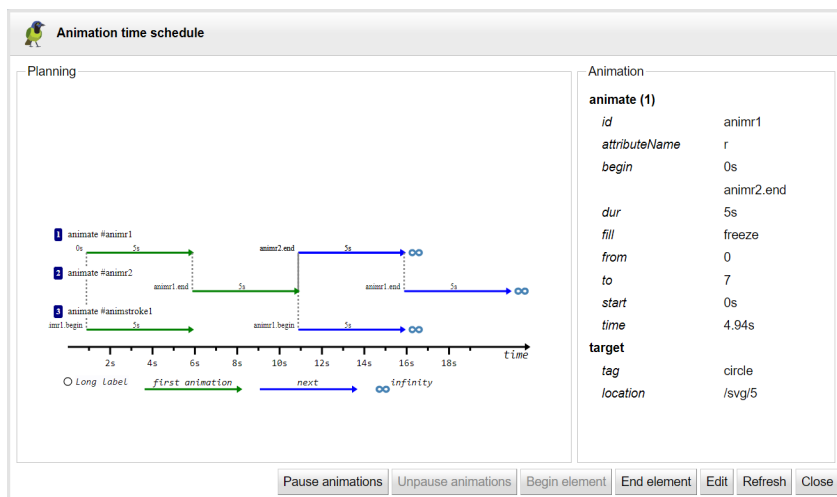 Animation time schedule
Planning
1 animate #animr1
0s 5s animr2.end 5s
2 animate #animr2
animr1.end 5s animr1.end 5s
3 animate #animstroke1
imr1.begin 5s animr1.begin 5s
2s 4s 6s 8s 10s 12s 14s 16s 18s
time
Long label first animation next ∞ infinity
Animation
animate (1)
id animr1
attributeName r
begin 0s
animr2.end
dur 5s
fill freeze
from 0
to 7
start 0s
time 4.94s
target
tag circle
location /svg/5
Pause animations Unpause animations Begin element End element Edit Refresh Close